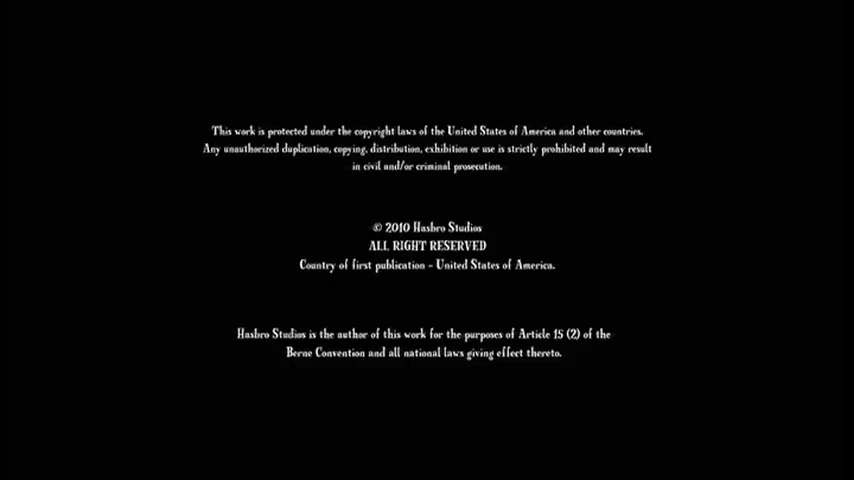 This work is protected under the copyright laws of the United States of America and other countries.
Any unauthorized duplication, copying, distribution, exhibition or use is strictly prohibited and may result
in civil and/or criminal prosecution.
© 2010 Hasbro Studios
ALL RIGHT RESERVED
Country of first publication - United States of America.
Hasbro Studios is the author of this work for the purposes of Article 15 (2) of the
Berne Convention and all national laws giving effect thereto.